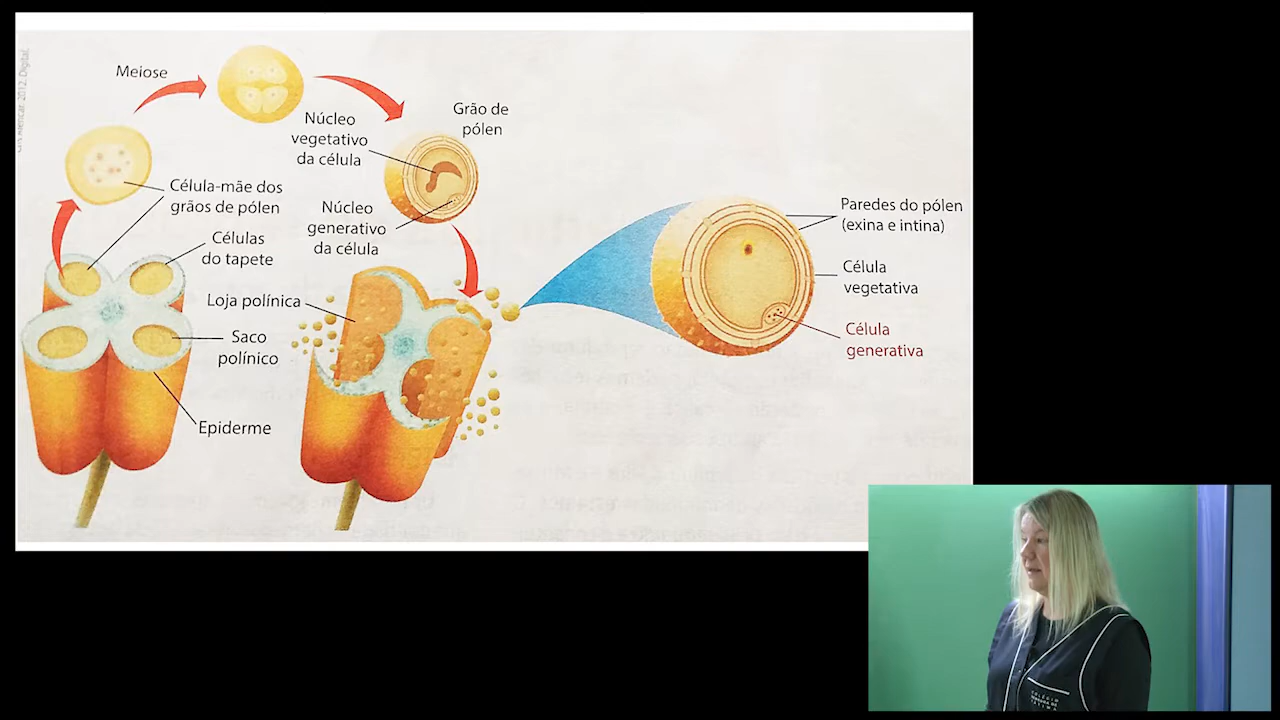 Meiose
Grão de
pólen
Núcleo
vegetativo
da célula
Célula-mãe dos
grãos de pólen
Núcleo
generativo
da célula
Células
do tapete
Loja polínica
Saco
polínico
Epiderme
Paredes do pólen
(exina e intina)
Célula
vegetativa
Célula
generativa